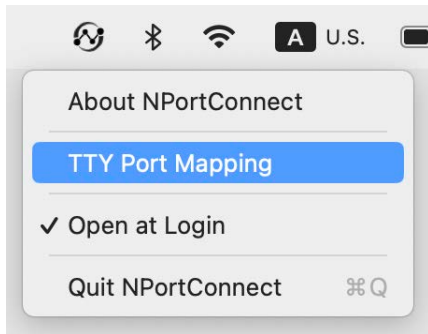 A U.S.
About NPortConnect
TTY Port Mapping
✓ Open at Login
Quit NPortConnect ⌘Q